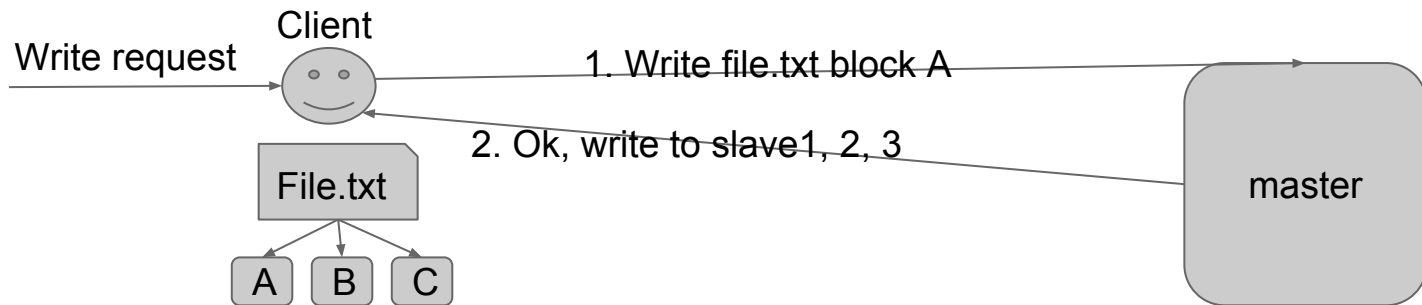 Client
Write request
1. Write file.txt block A
2. Ok, write to slave1, 2, 3
File.txt
master
A
B
C